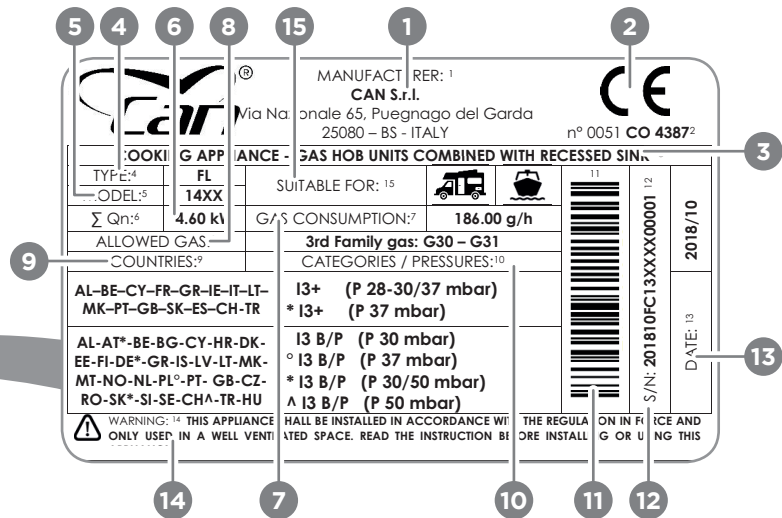 5 4 6 8 15 1 2
Can ®
MANUFACT RER: 1
CAN S.r.l.
Via Na onale 65, Puegnago del Garda
25080 – BS - ITALY
CE
n° 0051 CO 4387 2
COOKING APPLIANCE - GAS HOB UNITS COMBINED WITH RECESSED SINK
3
TYPE: 4 FL
MODEL: 5 14XX
SUITABLE FOR: 15
∑ Qn: 6 4.60 k
GAS CONSUMPTION: 7 186.00 g/h
ALLOWED GAS: 3rd Family gas: G30 – G31
9
COUNTRIES: 9 CATEGORIES / PRESSURES: 10
AL–BE–CY–FR–GR–IE–IT–LT– I3+ (P 28-30/37 mbar)
MK–PT–GB–SK–ES–CH-TR * I3+ (P 37 mbar)
AL-AT*-BE-BG-CY-HR-DK- I3 B/P (P 30 mbar)
EE-FI-DE*-GR-IS-LV-LT-MK- ° I3 B/P (P 37 mbar)
MT-NO-NL-PL°-PT- GB-CZ- * I3 B/P (P 30/50 mbar)
RO-SK*-SI-SE-CH^-TR-HU ^ I3 B/P (P 50 mbar)
11
S/N: 201810FC13XXXX00001 12
2018/10
DATE: 13
13
WARNING: 14 THIS APPLIANCE SHALL BE INSTALLED IN ACCORDANCE WITH THE REGULATION IN FORCE AND
ONLY USED IN A WELL VENTILATED SPACE. READ THE INSTRUCTION BEFORE INSTALLING OR USING THIS
14 7 10 11 12